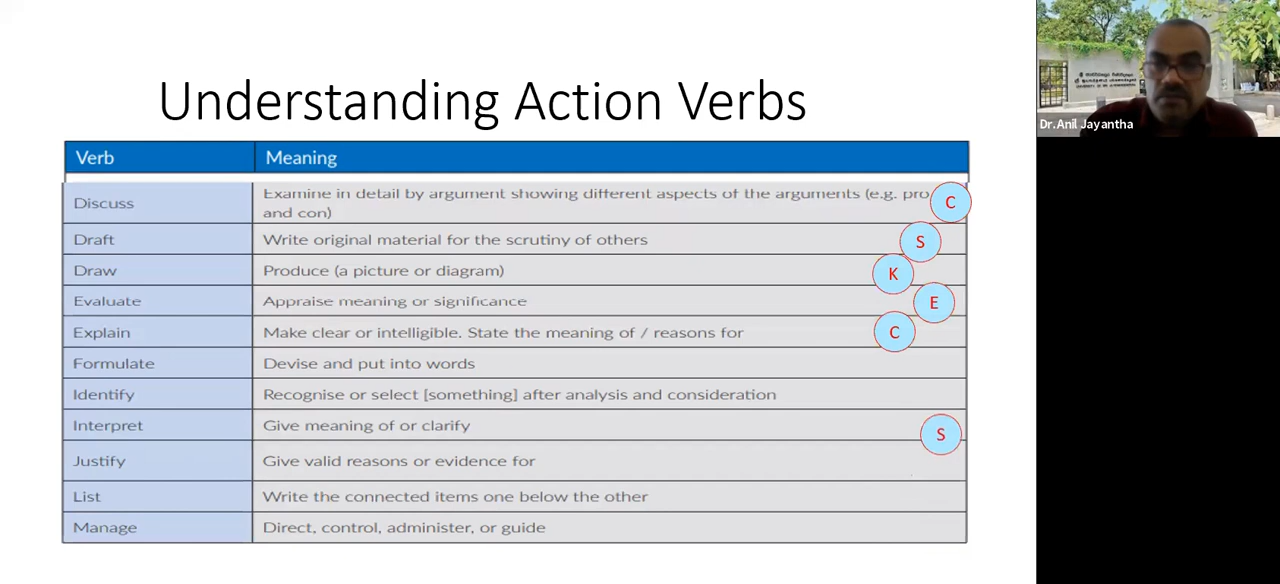 Understanding Action Verbs
Verb Meaning
Discuss Examine in detail by argument showing different aspects of the arguments (e.g. pro
and con) C
Draft Write original material for the scrutiny of others S
Draw Produce (a picture or diagram) K
Evaluate Appraise meaning or significance E
Explain Make clear or intelligible. State the meaning of / reasons for C
Formulate Devise and put into words
Identify Recognise or select [something] after analysis and consideration
Interpret Give meaning of or clarify S
Justify Give valid reasons or evidence for
List Write the connected items one below the other
Manage Direct, control, administer, or guide
Dr.Anil Jayantha